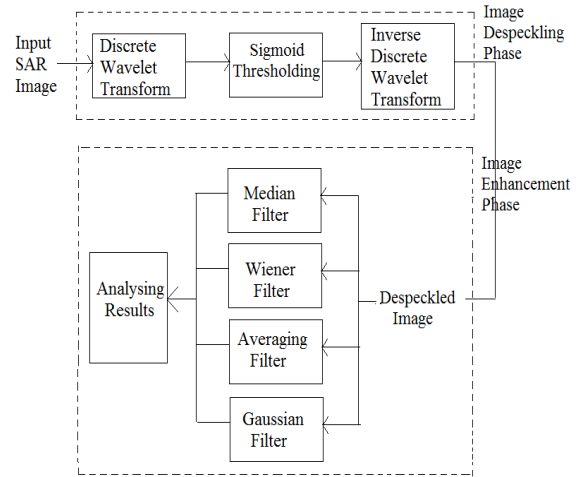 Input
SAR
Image
Discrete
Wavelet
Transform
Sigmoid
Thresholding
Inverse
Discrete
Wavelet
Transform
Image
Despeckling
Phase
Image
Enhancement
Phase
Median
Filter
Wiener
Filter
Averaging
Filter
Gaussian
Filter
Analysing
Results
Despeckled
Image